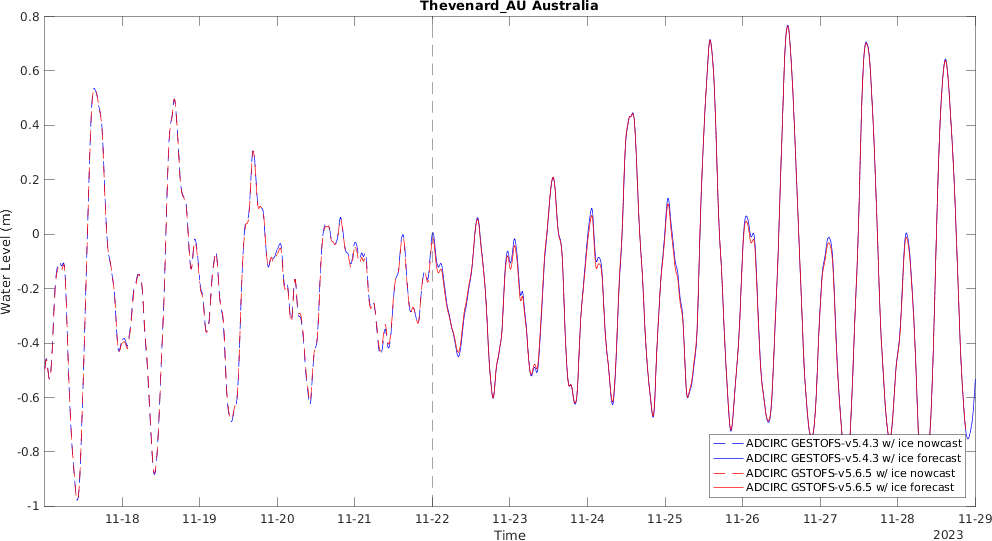 Thevenard_AU Australia
0.8
0.6
0.4
0.2
0
-0.2
-0.4
-0.6
-0.8
-1
Water Level (m)
ADCIRC GESTOFS-v5.4.3 w/ ice nowcast
ADCIRC GESTOFS-v5.4.3 w/ ice forecast
ADCIRC GSTOFS-v5.6.5 w/ ice nowcast
ADCIRC GSTOFS-v5.6.5 w/ ice forecast
11-18 11-19 11-20 11-21 11-22 11-23 11-24 11-25 11-26 11-27 11-28 11-29
Time
2023